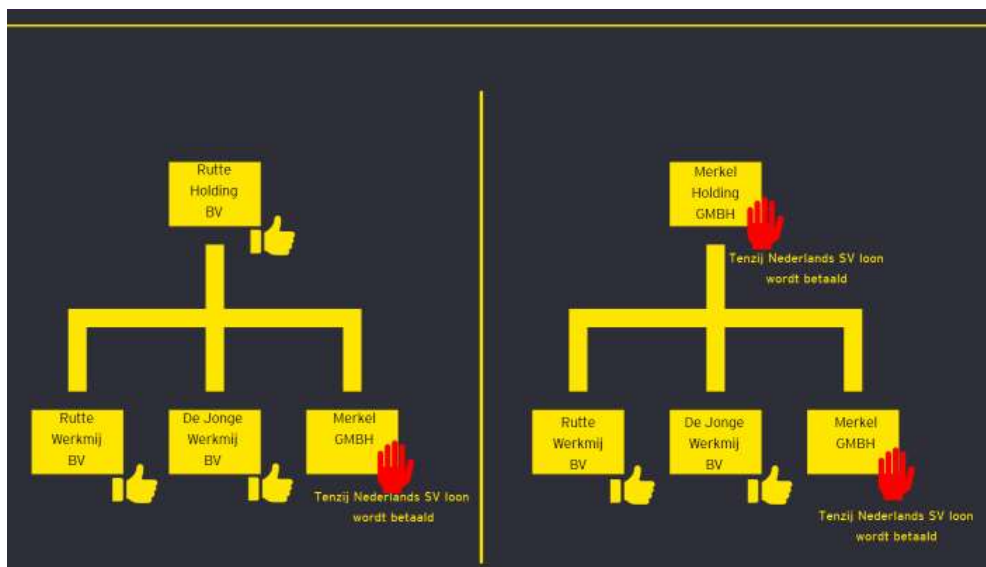 Rutte
Holding
BV
Rutte
Werkmij
BV
De Jonge
Werkmij
BV
Merkel
GMBH
Tenzij Nederlands SV loon
wordt betaald
Merkel
Holding
GMBH
Tenzij Nederlands SV loon
wordt betaald
Rutte
Werkmij
BV
De Jonge
Werkmij
BV
Merkel
GMBH
Tenzij Nederlands SV loon
wordt betaald